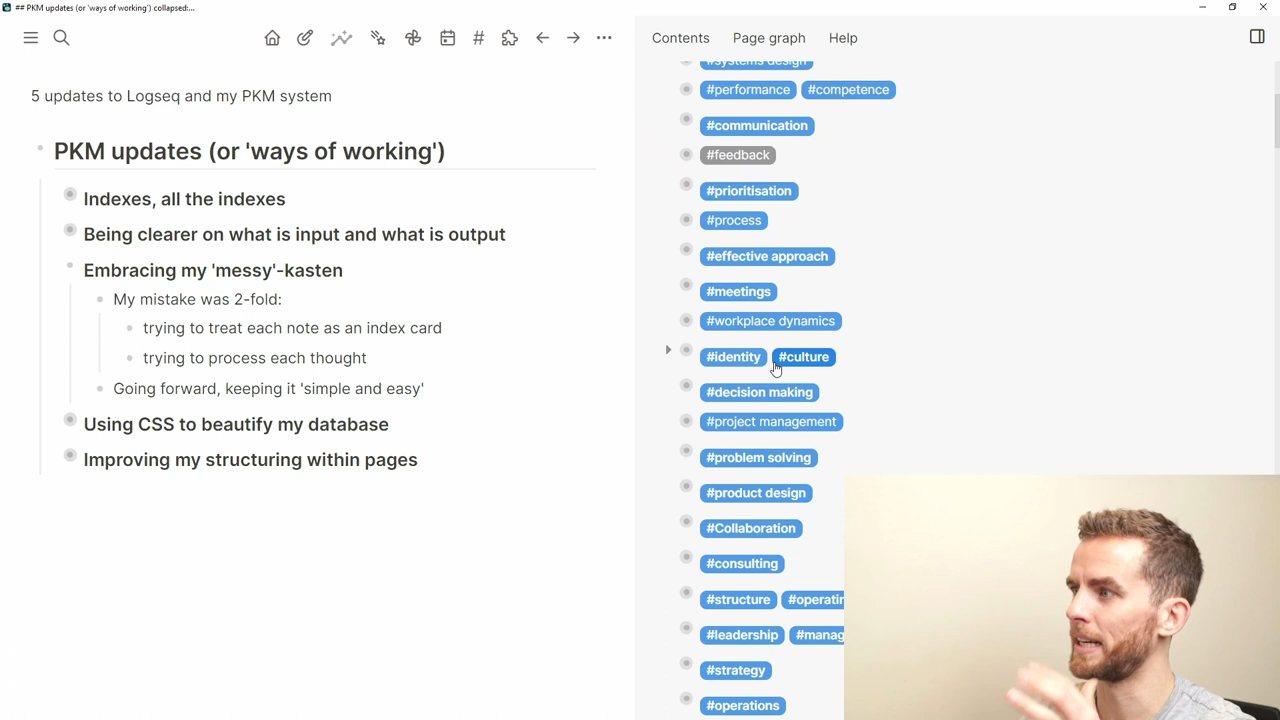 ## PKM updates (or 'ways of working') collapsed:...
Contents Page graph Help
5 updates to Logseq and my PKM system
PKM updates (or 'ways of working')
Indexes, all the indexes
Being clearer on what is input and what is output
Embracing my 'messy'-kasten
My mistake was 2-fold:
trying to treat each note as an index card
trying to process each thought
Going forward, keeping it 'simple and easy'
Using CSS to beautify my database
Improving my structuring within pages
#systems design
#performance #competence
#communication
#feedback
#prioritisation
#process
#effective approach
#meetings
#workplace dynamics
#identity #culture
#decision making
#project management
#problem solving
#product design
#Collaboration
#consulting
#structure #operatin
#leadership #manag
#strategy
#operations